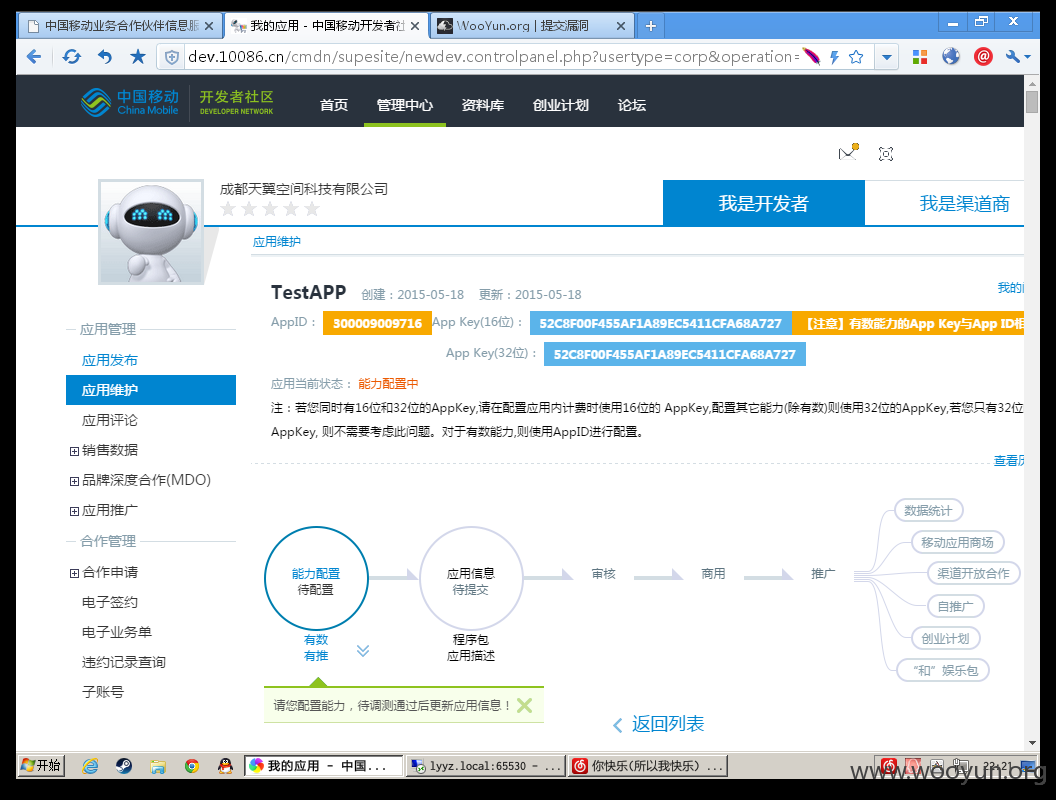 中国移动业务合作伙伴信息服
我的应用 - 中国移动开发者社
WooYun.org | 提交漏洞
dev.10086.cn/cmdn/supesite/newdev.controlpanel.php?usertype=corp&operation=
中国移动
China Mobile
开发者社区
DEVELOPER NETWORK
首页 管理中心 资料库 创业计划 论坛
成都天翼空间科技有限公司
我是开发者 我是渠道商
应用维护
TestAPP 创建：2015-05-18 更新：2015-05-18
我的
AppID： 300009009716 App Key(16位)： 52C8F00F455AF1A89EC5411CFA68A727 【注意】有数能力的App Key与App ID相
App Key(32位)： 52C8F00F455AF1A89EC5411CFA68A727
应用当前状态： 能力配置中
注：若您同时有16位和32位的AppKey,请在配置应用内计费时使用16位的 AppKey,配置其它能力(除有数)则使用32位的AppKey,若您只有32位
AppKey, 则不需要考虑此问题。对于有数能力,则使用AppID进行配置。
查看历
应用管理
应用发布
应用维护
应用评论
销售数据
品牌深度合作(MDO)
应用推广
合作管理
合作申请
电子签约
电子业务单
违约记录查询
子账号
能力配置
待配置
有数
有推
应用信息
待提交
程序包
应用描述
审核
商用
推广
数据统计
移动应用商场
渠道开放合作
自推广
创业计划
“和”娱乐包
请您配置能力，待调测通过后更新应用信息！
返回列表
开始
我的应用 - 中国...
lyyz.local:65530 - ...
你快乐(所以我快乐) ...
22:21
www.wooyun.org